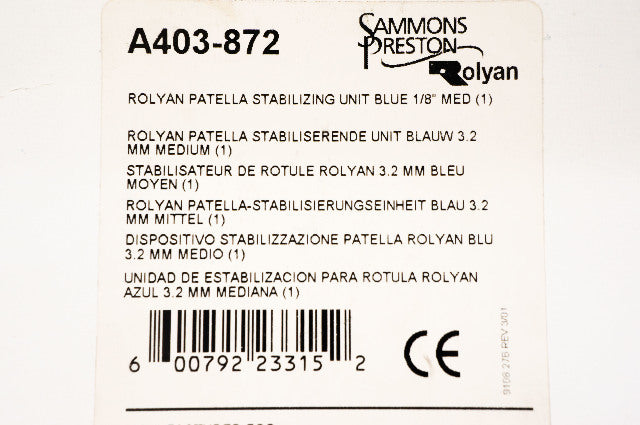 A403-872
SAMMONS
PRESTON
Rolyan
ROLYAN PATELLA STABILIZING UNIT BLUE 1/8" MED (1)
ROLYAN PATELLA STABILISERENDE UNIT BLAUW 3.2
MM MEDIUM (1)
STABILISATEUR DE ROTULE ROLYAN 3.2 MM BLEU
MOYEN (1)
ROLYAN PATELLA-STABILISIERUNGSEINHEIT BLAU 3.2
MM MITTEL (1)
DISPOSITIVO STABILIZZAZIONE PATELLA ROLYAN BLU
3.2 MM MEDIO (1)
UNIDAD DE ESTABILIZACION PARA ROTULA ROLYAN
AZUL 3.2 MM MEDIANA (1)
6 00792 23315 2
CE
REV 3/01